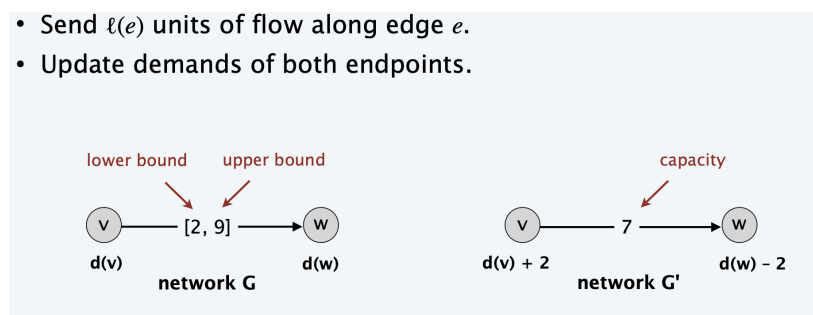 • Send ℓ(e) units of flow along edge e.
• Update demands of both endpoints.
lower bound upper bound
capacity
v [2, 9] w
v 7 w
d(v) d(w)
d(v) + 2 d(w) – 2
network G
network G'